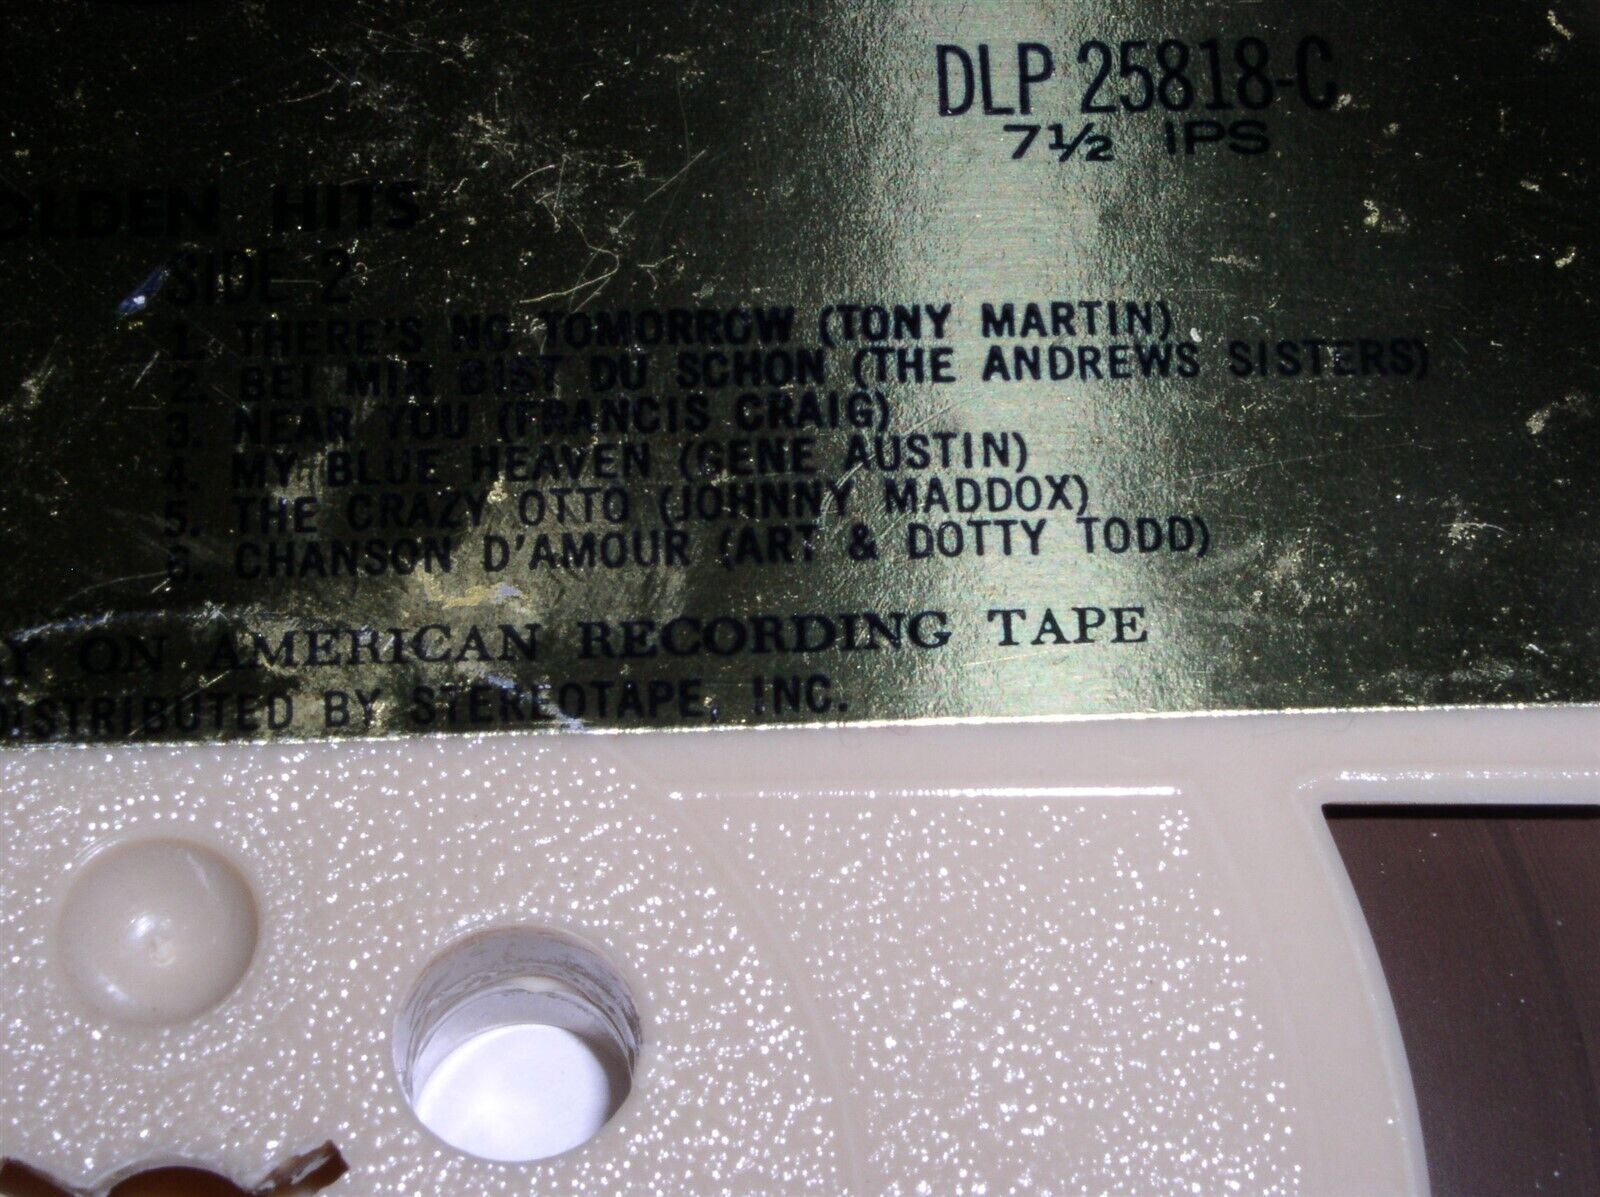 DLP 25818-C
7½ IPS
OLDEN HITS
SIDE 2
1. THERE'S NO TOMORROW (TONY MARTIN)
2. BEI MIR BIST DU SCHON (THE ANDREWS SISTERS)
3. NEAR YOU (FRANCIS CRAIG)
4. MY BLUE HEAVEN (GENE AUSTIN)
5. THE CRAZY OTTO (JOHNNY MADDOX)
6. CHANSON D'AMOUR (ART & DOTTY TODD)
Y ON AMERICAN RECORDING TAPE
DISTRIBUTED BY STEREOTAPE, INC.